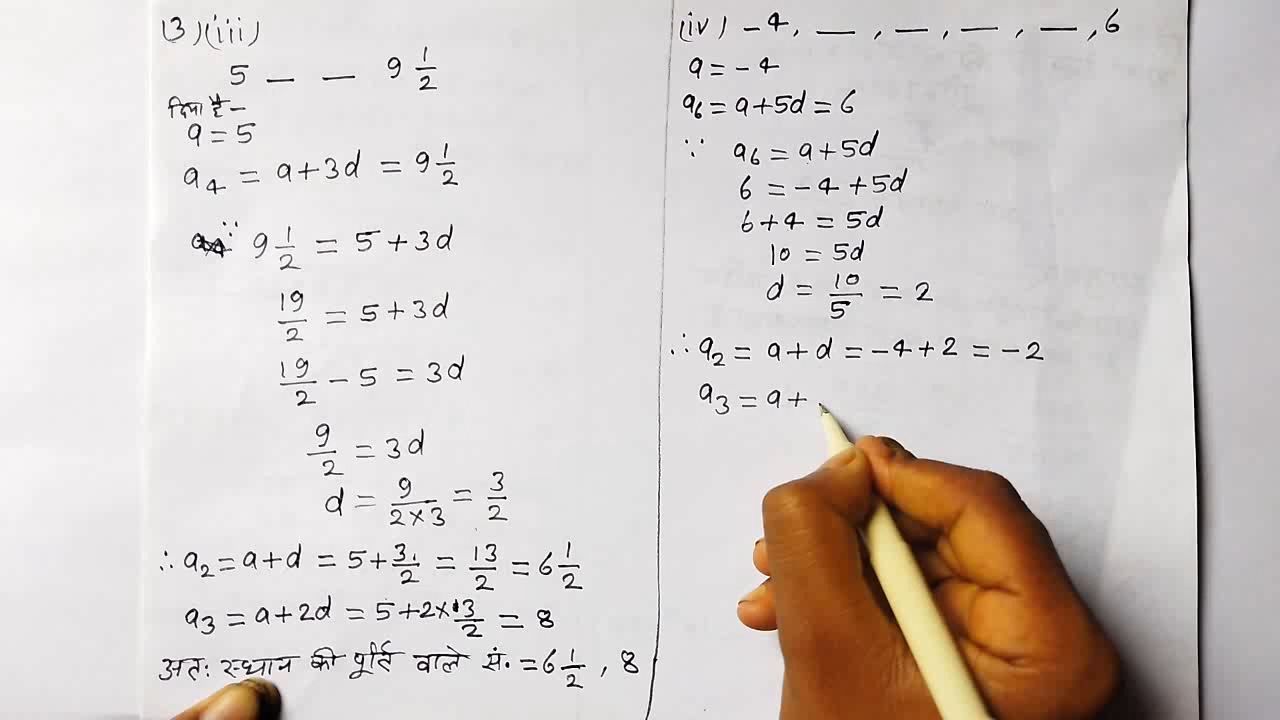 (3)(iii)
5 — — 9 1/2
दिया है-
a = 5
a₄ = a+3d = 9 1/2
∵ 9 1/2 = 5 + 3d
19/2 = 5 + 3d
19/2 - 5 = 3d
9/2 = 3d
d = 9/(2×3) = 3/2
∴ a₂ = a+d = 5+3/2 = 13/2 = 6 1/2
a₃ = a+2d = 5+2×3/2 = 8
अतः स्थान की पूर्ति वाले सं. = 6 1/2 , 8
(iv) -4, — , — , — , — , 6
a = -4
a₆ = a+5d = 6
∵ a₆ = a+5d
6 = -4 +5d
6+4 = 5d
10 = 5d
d = 10/5 = 2
∴ a₂ = a+d = -4+2 = -2
a₃ = a+